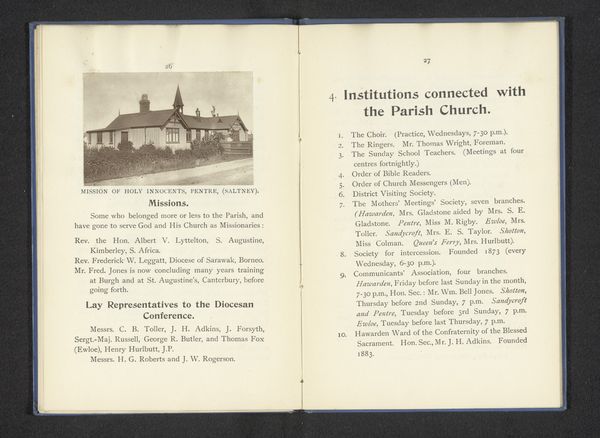 26
MISSION OF HOLY INNOCENTS, PENTRE, (SALTNEY).
Missions.
Some who belonged more or less to the Parish, and
have gone to serve God and His Church as Missionaries :
Rev. the Hon. Albert V. Lyttelton, S. Augustine,
Kimberley, S. Africa.
Rev. Frederick W. Leggatt, Diocese of Sarawak, Borneo.
Mr. Fred. Jones is now concluding many years training
at Burgh and at St. Augustine's, Canterbury, before
going forth.
Lay Representatives to the Diocesan
Conference.
Messrs. C. B. Toller, J. H. Adkins, J. Forsyth,
Sergt.-Maj. Russell, George R. Butler, and Thomas Fox
(Ewloe), Henry Hurlbutt, J.P.
Messrs. H. G. Roberts and J. W. Rogerson.
27
4. Institutions connected with
the Parish Church.
1. The Choir. (Practice, Wednesdays, 7-30 p.m.).
2. The Ringers. Mr. Thomas Wright, Foreman.
3. The Sunday School Teachers. (Meetings at four
centres fortnightly.)
4. Order of Bible Readers.
5. Order of Church Messengers (Men).
6. District Visiting Society.
7. The Mothers' Meetings' Society, seven branches.
(Hawarden, Mrs. Gladstone aided by Mrs. S. E.
Gladstone. Pentre, Miss M. Rigby. Ewloe, Mrs.
Toller. Sandycroft, Mrs. E. S. Taylor. Shotton,
Miss Colman. Queen's Ferry, Mrs. Hurlbutt).
8. Society for intercession. Founded 1873 (every
Wednesday, 6-30 p.m.).
9. Communicants' Association, four branches.
Hawarden, Friday before last Sunday in the month,
7-30 p.m., Hon. Sec. : Mr. Wm. Bell Jones. Shotton,
Thursday before 2nd Sunday, 7 p.m. Sandycroft
and Pentre, Tuesday before 3rd Sunday, 7 p.m.
Ewloe, Tuesday before last Thursday, 7 p.m.
10. Hawarden Ward of the Confraternity of the Blessed
Sacrament. Hon. Sec., Mr. J. H. Adkins. Founded
1883.